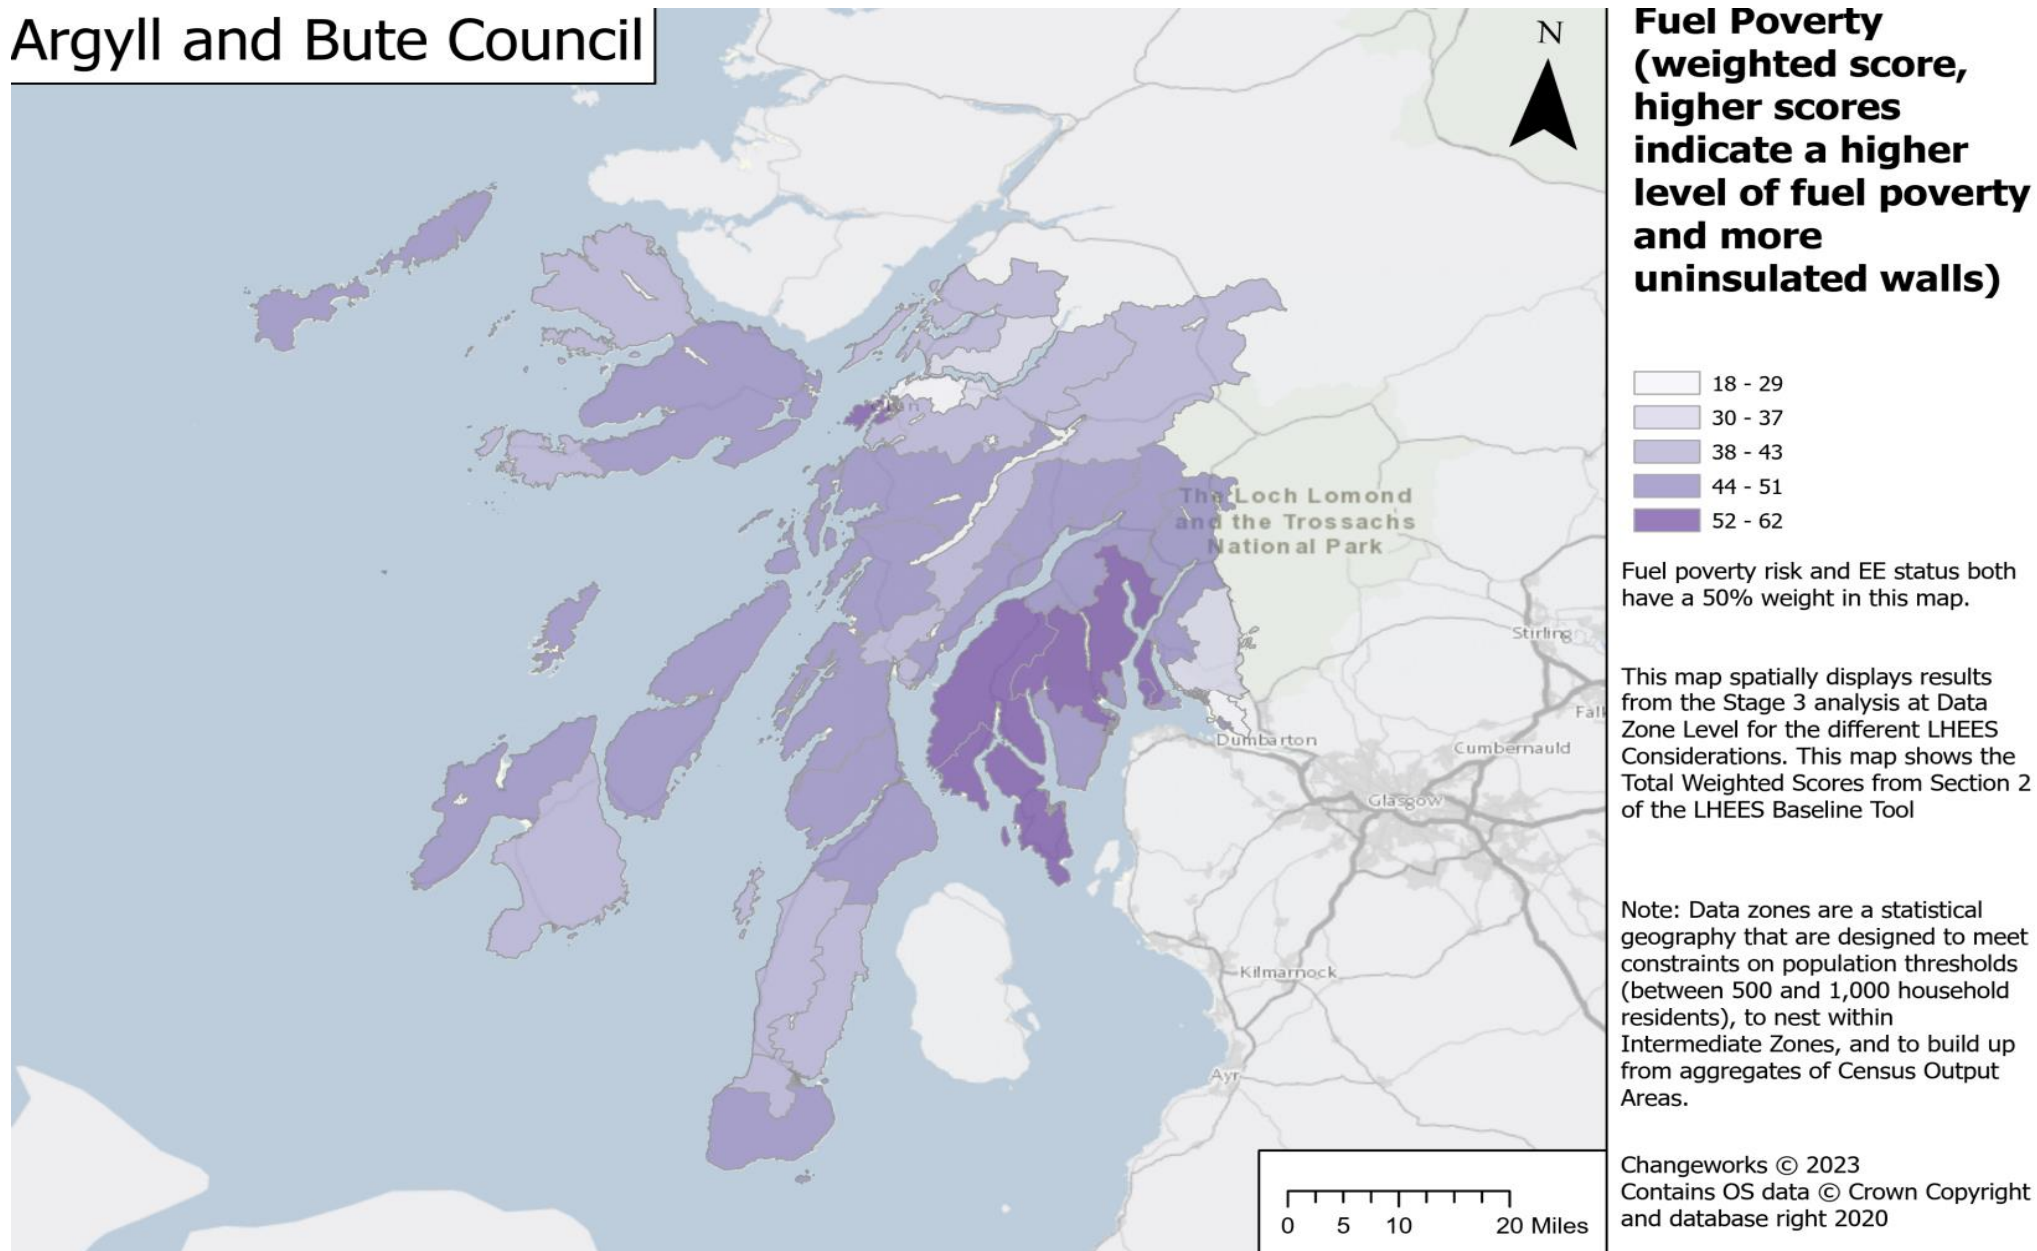 Argyll and Bute Council
N
Fuel Poverty
(weighted score,
higher scores
indicate a higher
level of fuel poverty
and more
uninsulated walls)
18 - 29
30 - 37
38 - 43
44 - 51
52 - 62
Fuel poverty risk and EE status both
have a 50% weight in this map.
This map spatially displays results
from the Stage 3 analysis at Data
Zone Level for the different LHEES
Considerations. This map shows the
Total Weighted Scores from Section 2
of the LHEES Baseline Tool
Note: Data zones are a statistical
geography that are designed to meet
constraints on population thresholds
(between 500 and 1,000 household
residents), to nest within
Intermediate Zones, and to build up
from aggregates of Census Output
Areas.
Changeworks © 2023
Contains OS data © Crown Copyright
and database right 2020
The Loch Lomond
and the Trossachs
National Park
Stirling
Falk
Dumbarton
Cumbernauld
Glasgow
Kilmarnock
Ayr
0 5 10 20 Miles